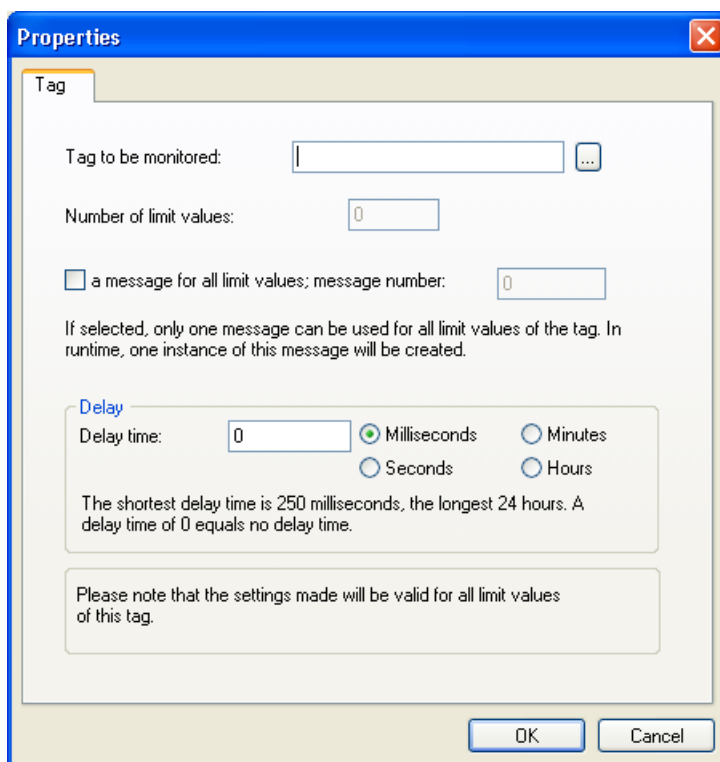 Properties
Tag
Tag to be monitored:
...
Number of limit values: 0
a message for all limit values; message number: 0
If selected, only one message can be used for all limit values of the tag. In
runtime, one instance of this message will be created.
Delay
Delay time: 0 Milliseconds Minutes
Seconds Hours
The shortest delay time is 250 milliseconds, the longest 24 hours. A
delay time of 0 equals no delay time.
Please note that the settings made will be valid for all limit values
of this tag.
OK Cancel